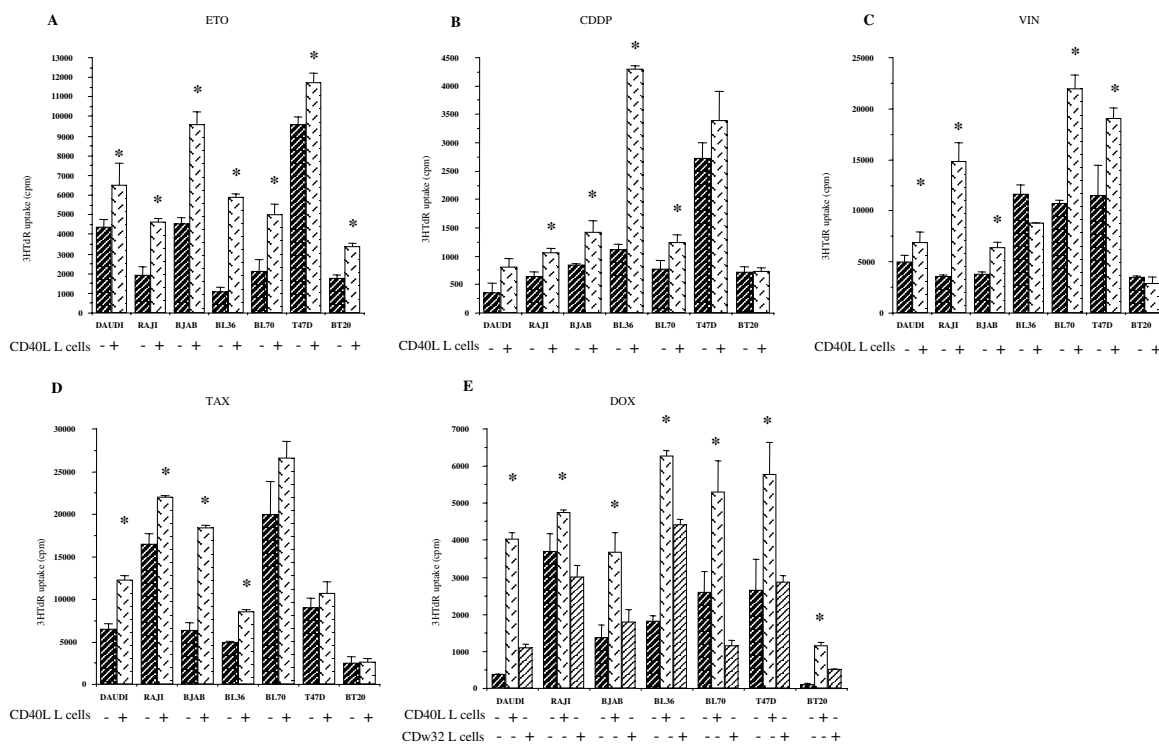 A
ETO
3HTdR uptake (cpm)
13000
12000
11000
10000
9000
8000
7000
6000
5000
4000
3000
2000
1000
0
* * * * * * *
DAUDI RAJI BJAB BL36 BL70 T47D BT20
CD40L L cells - + - + - + - + - + - + - +
B
CDDP
3HTdR uptake (cpm)
4500
4000
3500
3000
2500
2000
1500
1000
500
0
* * * *
DAUDI RAJI BJAB BL36 BL70 T47D BT20
CD40L L cells - + - + - + - + - + - + - +
C
VIN
3HTdR uptake (cpm)
25000
20000
15000
10000
5000
0
* * * * *
DAUDI RAJI BJAB BL36 BL70 T47D BT20
CD40L L cells - + - + - + - + - + - + - +
D
TAX
3HTdR uptake (cpm)
30000
25000
20000
15000
10000
5000
0
* * * *
DAUDI RAJI BJAB BL36 BL70 T47D BT20
CD40L L cells - + - + - + - + - + - + - +
E
DOX
3HTdR uptake (cpm)
7000
6000
5000
4000
3000
2000
1000
0
* * * * * * *
DAUDI RAJI BJAB BL36 BL70 T47D BT20
CD40L L cells - + - - + - - + - - + - - + - - + - - + -
CDw32 L cells - - + - - + - - + - - + - - + - - + - - +